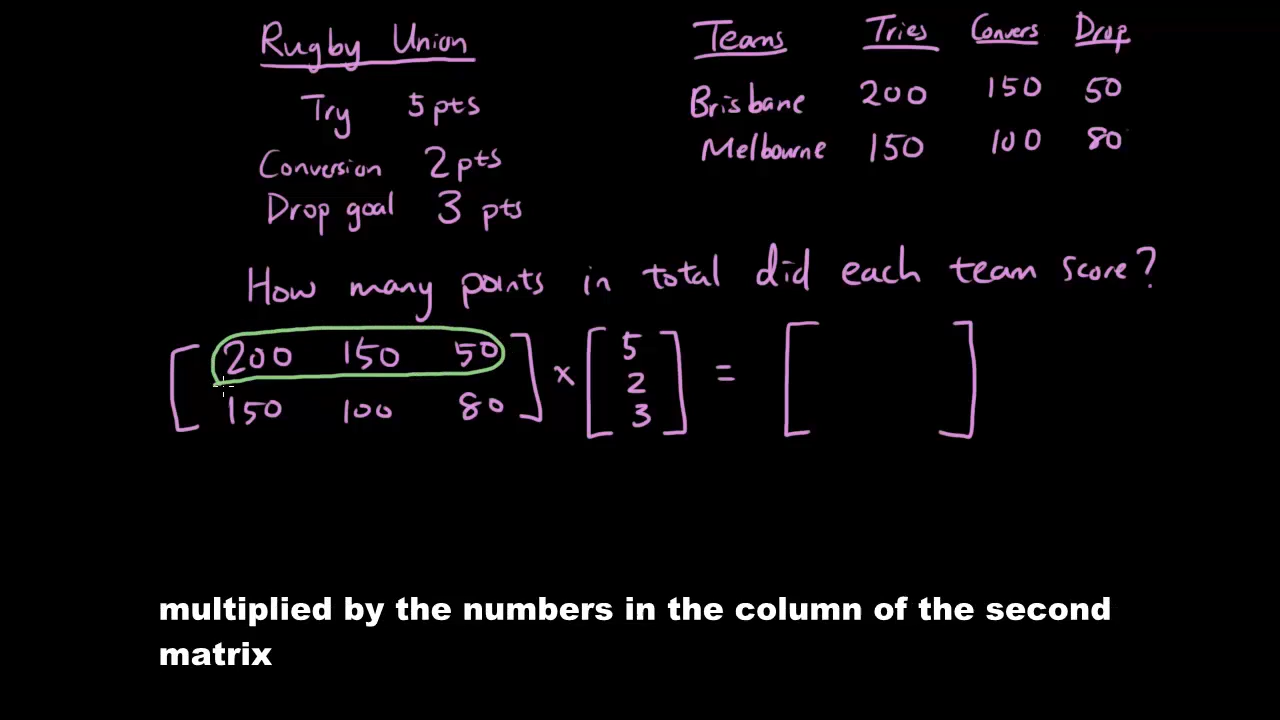 Rugby Union
Try 5 pts
Conversion 2 pts
Drop goal 3 pts
Teams Tries Convers Drop
Brisbane 200 150 50
Melbourne 150 100 80
How many points in total did each team score?
[ 200 150 50 ] × [ 5 ] = [ ]
2
150 100 80 3
multiplied by the numbers in the column of the second
matrix